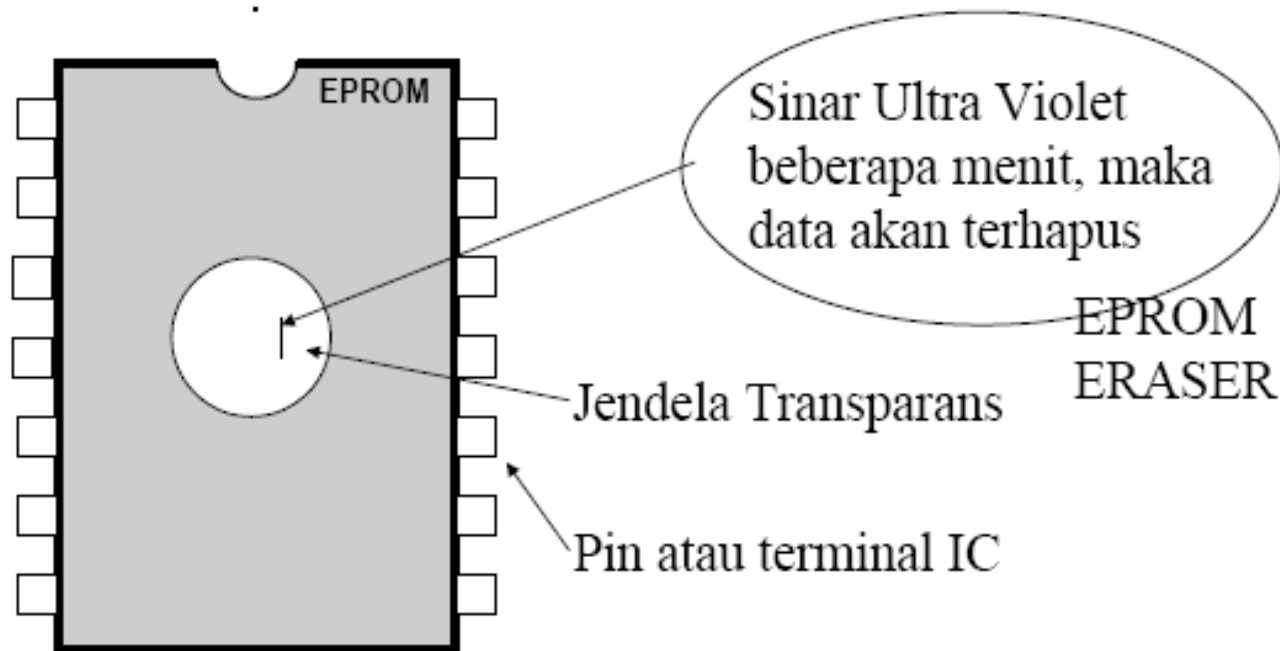 EPROM
Sinar Ultra Violet
beberapa menit, maka
data akan terhapus
EPROM
ERASER
Jendela Transparans
Pin atau terminal IC